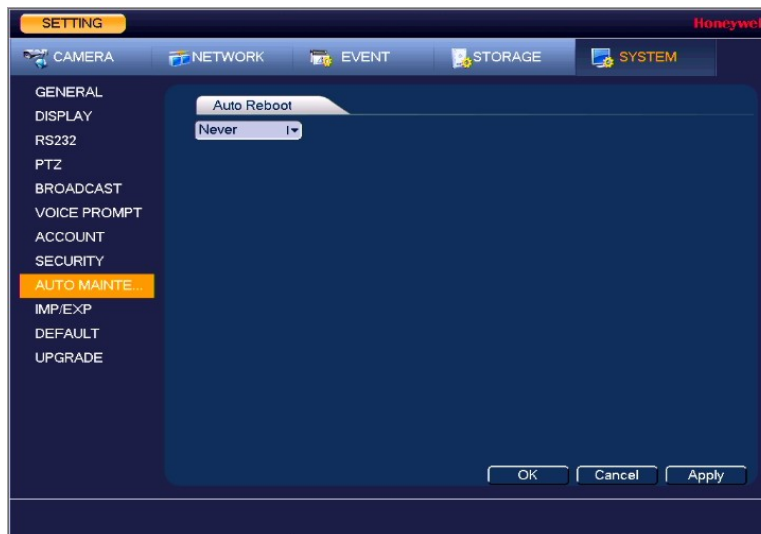 SETTING
Honeywel
CAMERA
NETWORK
EVENT
STORAGE
SYSTEM
GENERAL
DISPLAY
RS232
PTZ
BROADCAST
VOICE PROMPT
ACCOUNT
SECURITY
AUTO MAINTE...
IMP/EXP
DEFAULT
UPGRADE
Auto Reboot
Never
OK
Cancel
Apply